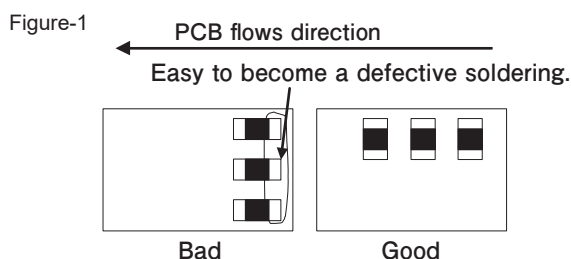 Figure-1
PCB flows direction
Easy to become a defective soldering.
Bad
Good